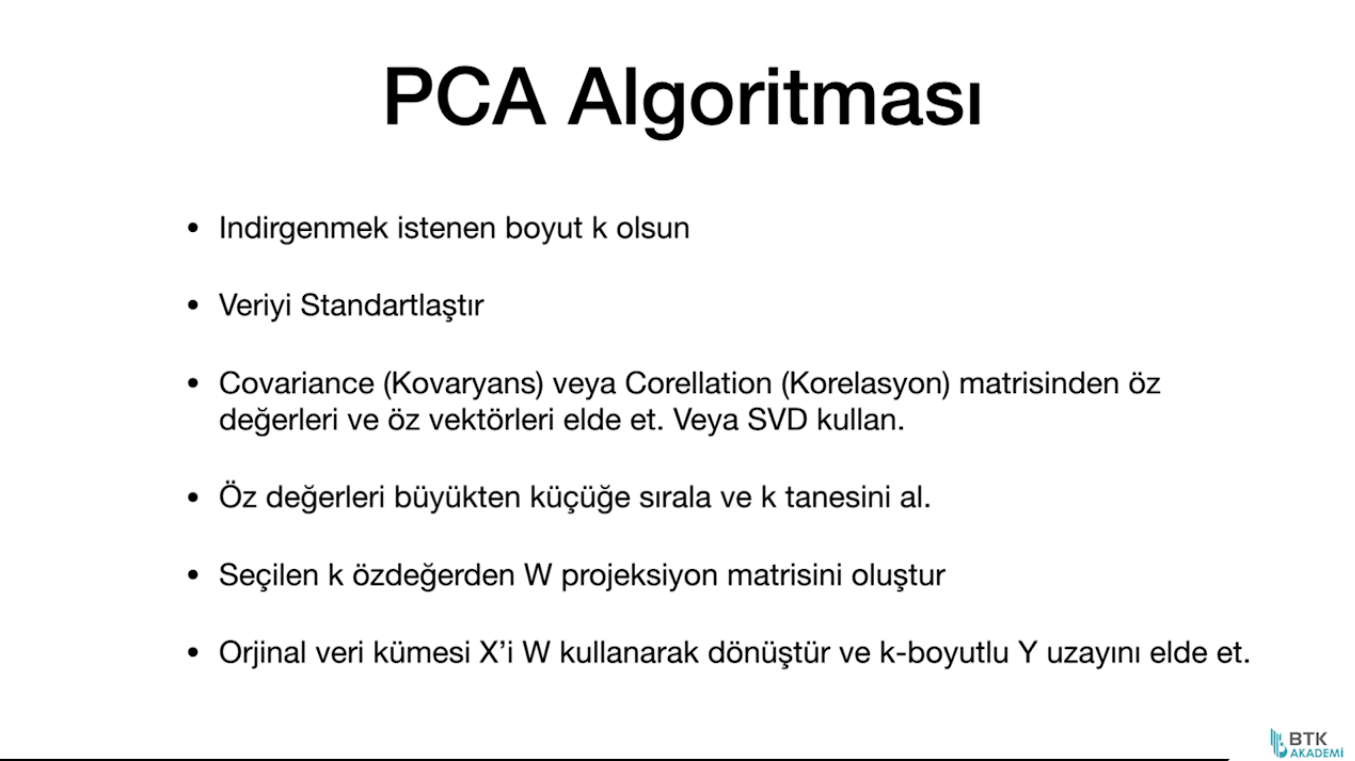 PCA Algoritması
• Indirgenmek istenen boyut k olsun
• Veriyi Standartlaştır
• Covariance (Kovaryans) veya Corellation (Korelasyon) matrisinden öz
değerleri ve öz vektörleri elde et. Veya SVD kullan.
• Öz değerleri büyükten küçüğe sırala ve k tanesini al.
• Seçilen k özdeğerden W projeksiyon matrisini oluştur
• Orjinal veri kümesi X’i W kullanarak dönüştür ve k-boyutlu Y uzayını elde et.
BTK
AKADEMİ